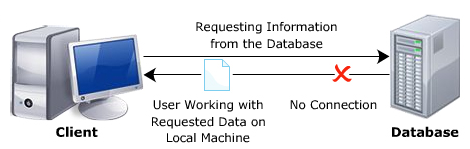 Requesting Information
from the Database
User Working with
Requested Data on
Local Machine
No Connection
Client
Database